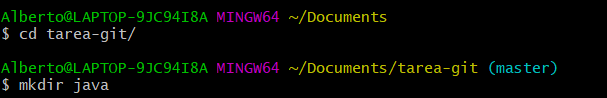 Alberto@LAPTOP-9JC94I8A MINGW64 ~/Documents
$ cd tarea-git/
Alberto@LAPTOP-9JC94I8A MINGW64 ~/Documents/tarea-git (master)
$ mkdir java